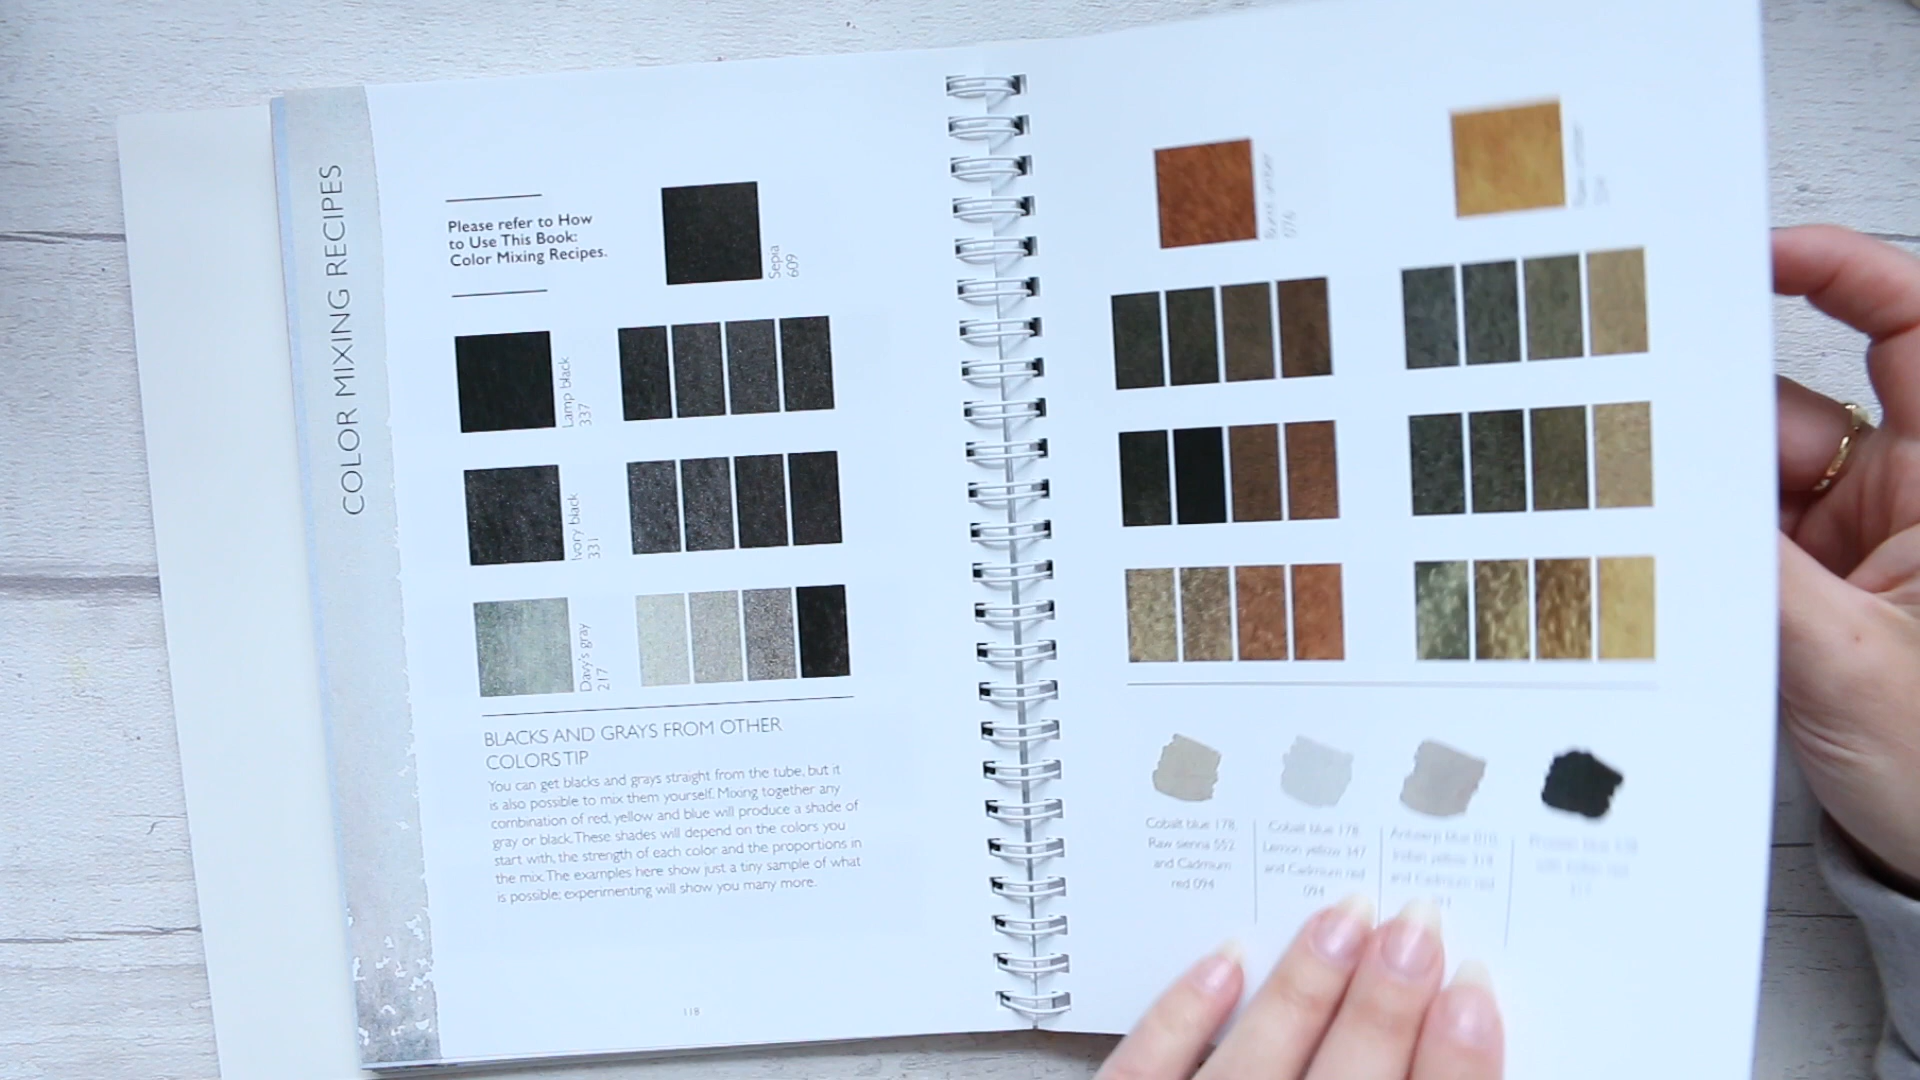 COLOR MIXING RECIPES
Please refer to How
to Use This Book:
Color Mixing Recipes.
Sepia
609
Lamp black
337
Ivory black
331
Davy's gray
217
BLACKS AND GRAYS FROM OTHER
COLORS TIP
You can get blacks and grays straight from the tube, but it
is also possible to mix them yourself. Mixing together any
combination of red, yellow and blue will produce a shade of
gray or black. These shades will depend on the colors you
start with, the strength of each color and the proportions in
the mix. The examples here show just a tiny sample of what
is possible; experimenting will show you many more.
118
076
Cobalt blue 178,
Raw sienna 552
and Cadmium
red 094
Cobalt blue 178,
Lemon yellow 347
and Cadmium red
094
and Cadmium red